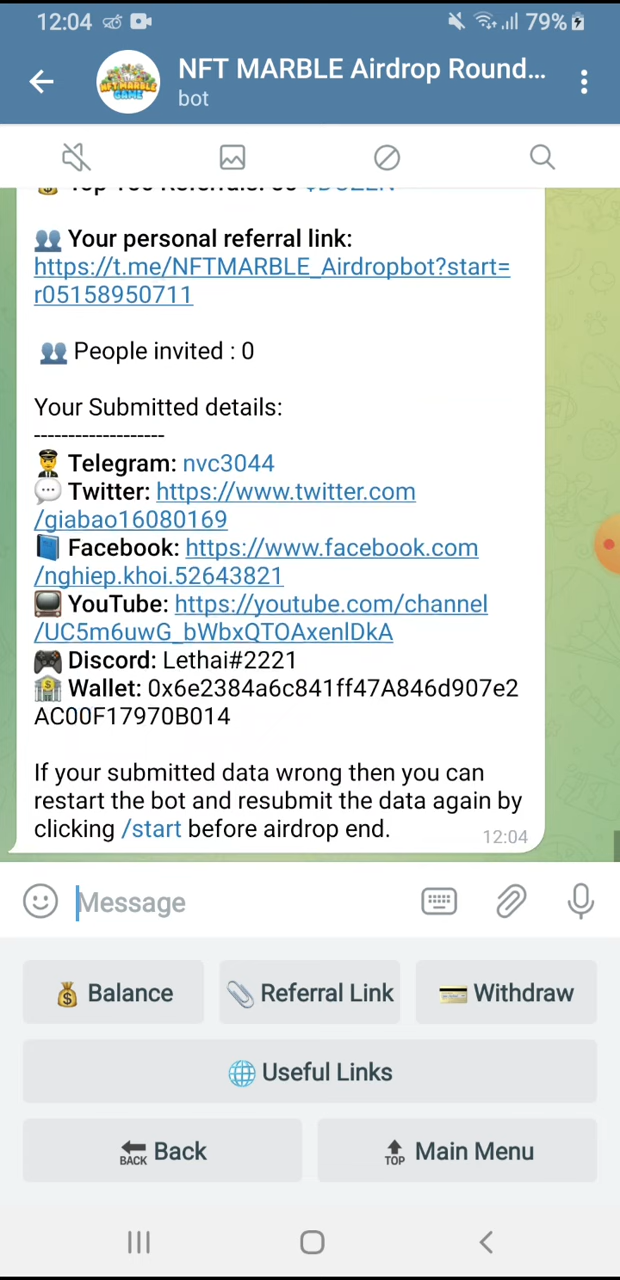 12:04
79%
NFT MARBLE Airdrop Round...
bot
Your personal referral link:
https://t.me/NFTMARBLE_Airdropbot?start=
r05158950711
People invited : 0
Your Submitted details:
-------------------
Telegram: nvc3044
Twitter: https://www.twitter.com
/giabao16080169
Facebook: https://www.facebook.com
/nghiep.khoi.52643821
YouTube: https://youtube.com/channel
/UC5m6uwG_bWbxQTOAxenlDkA
Discord: Lethai#2221
Wallet: 0x6e2384a6c841ff47A846d907e2
AC00F17970B014
If your submitted data wrong then you can
restart the bot and resubmit the data again by
clicking /start before airdrop end.
12:04
Message
Balance
Referral Link
Withdraw
Useful Links
BACK Back
TOP Main Menu